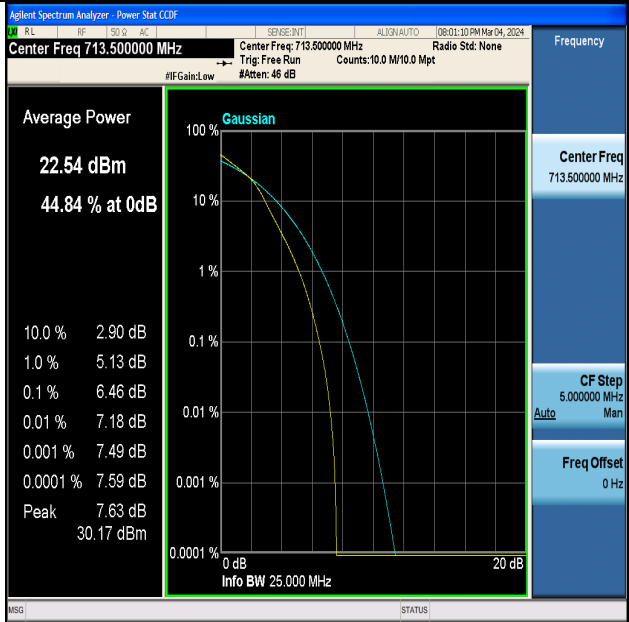 Agilent Spectrum Analyzer - Power Stat CCDF
LXI RL RF 50 Ω AC SENSE:INT ALIGN AUTO 08:01:10 PM Mar 04, 2024
Center Freq 713.500000 MHz
Center Freq: 713.500000 MHz Radio Std: None
Trig: Free Run Counts:10.0 M/10.0 Mpt
#IFGain:Low #Atten: 46 dB
Average Power
22.54 dBm
44.84 % at 0dB
10.0 % 2.90 dB
1.0 % 5.13 dB
0.1 % 6.46 dB
0.01 % 7.18 dB
0.001 % 7.49 dB
0.0001 % 7.59 dB
Peak 7.63 dB
30.17 dBm
Gaussian
100 %
10 %
1 %
0.1 %
0.01 %
0.001 %
0.0001 %
0 dB 20 dB
Info BW 25.000 MHz
Frequency
Center Freq
713.500000 MHz
CF Step
5.000000 MHz
Auto Man
Freq Offset
0 Hz
MSG STATUS